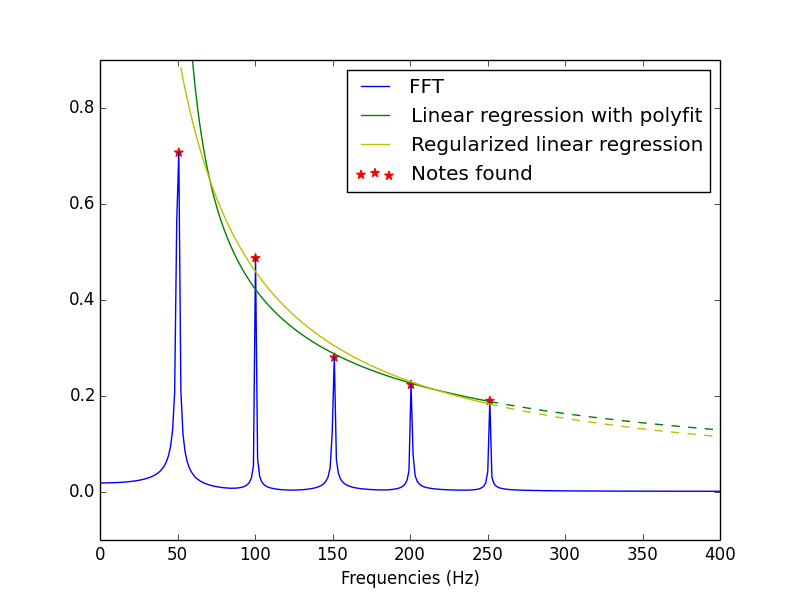 FFT
Linear regression with polyfit
Regularized linear regression
Notes found
0.8
0.6
0.4
0.2
0.0
0 50 100 150 200 250 300 350 400
Frequencies (Hz)